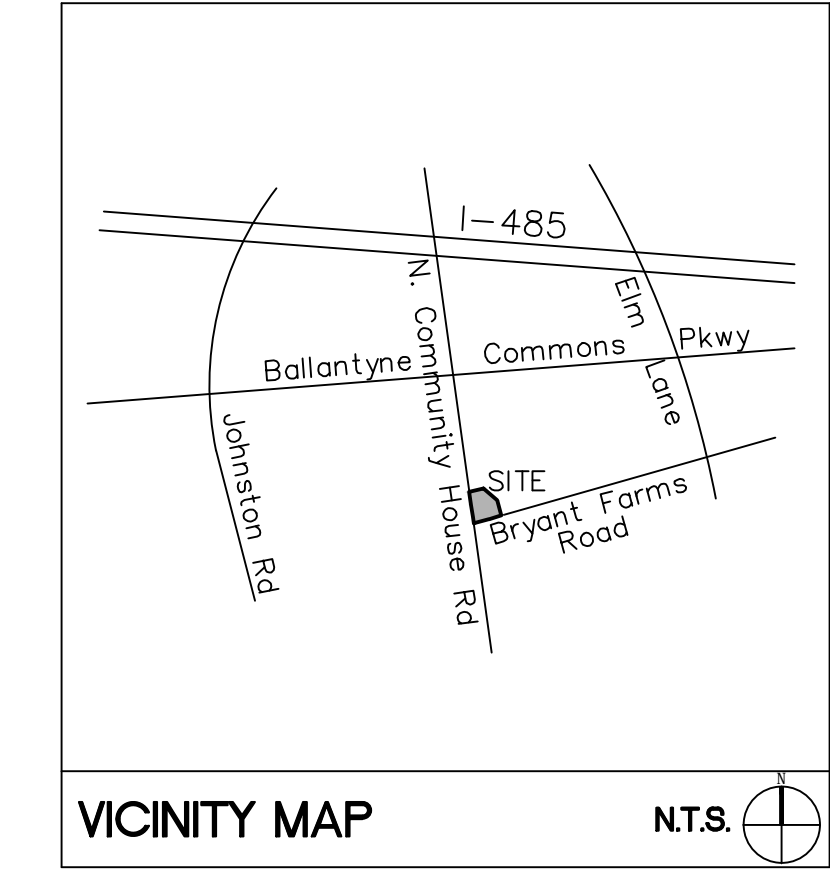 I-485
N. Community House Rd
Elm Lane
Ballantyne Commons Pkwy
Johnston Rd
SITE
Bryant Farms
Road
VICINITY MAP
N.T.S.
N